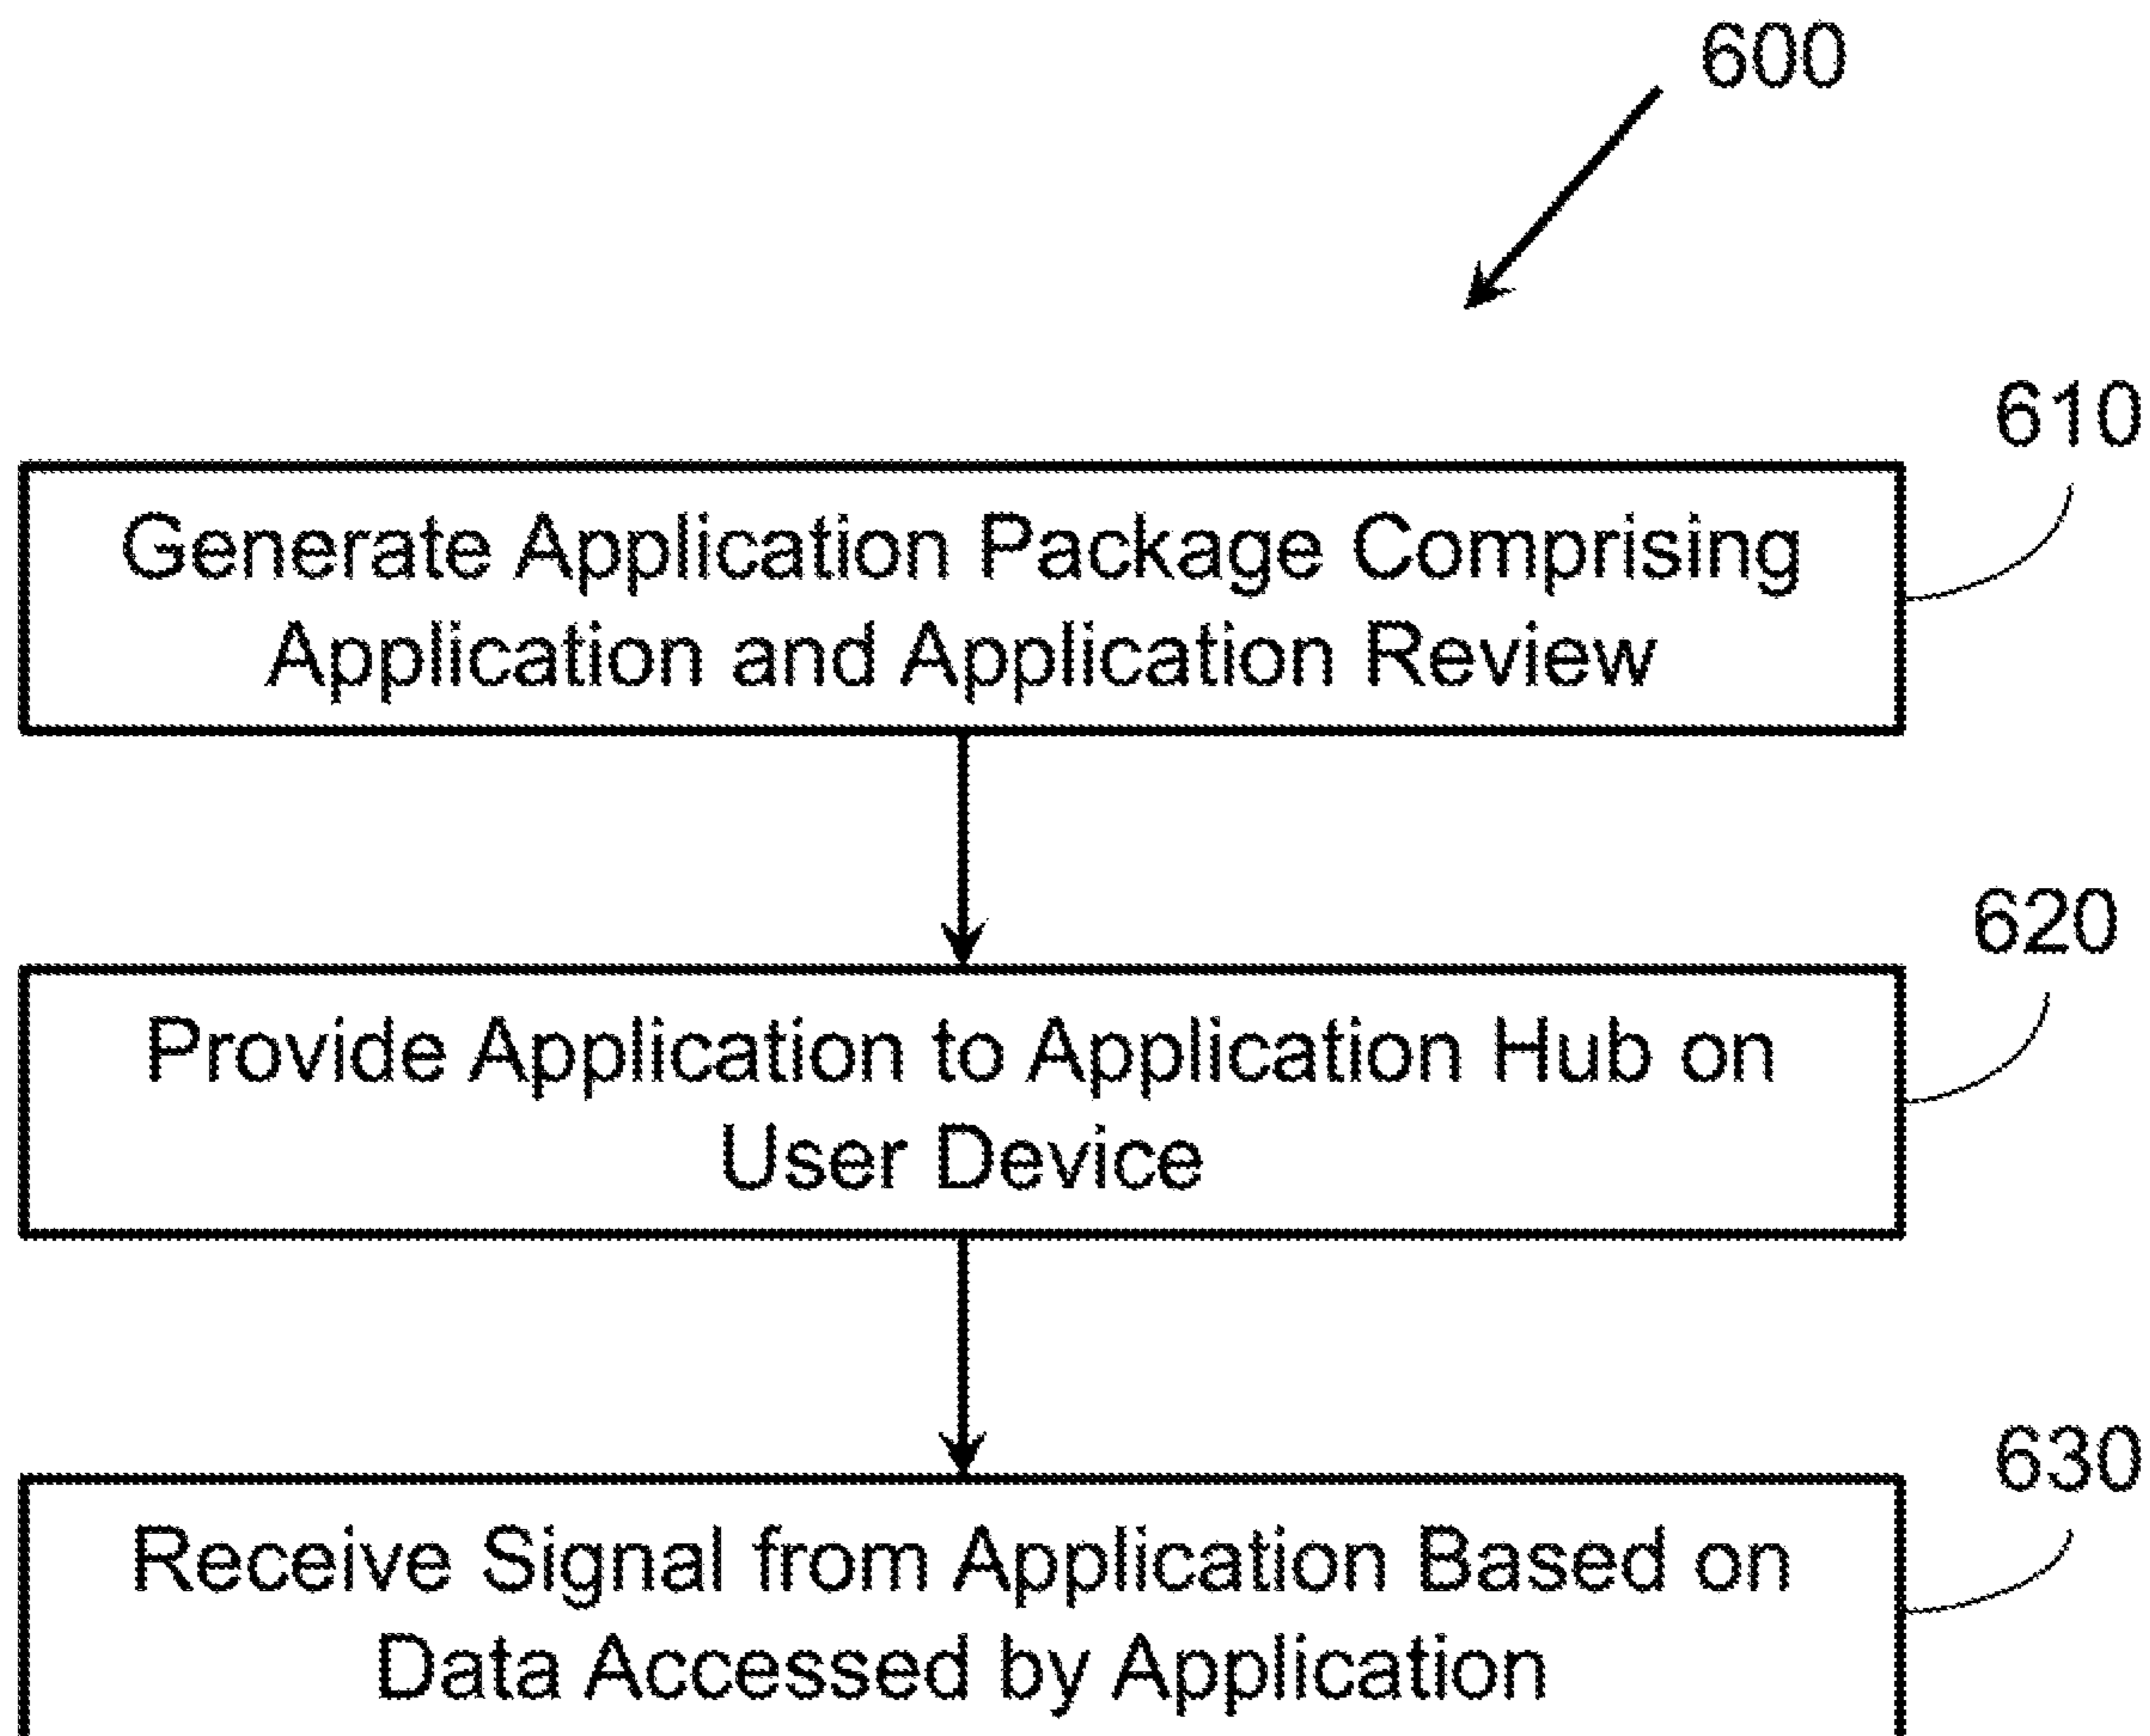 600
610
Generate Application Package Comprising
Application and Application Review
620
Provide Application to Application Hub on
User Device
630
Receive Signal from Application Based on
Data Accessed by Application